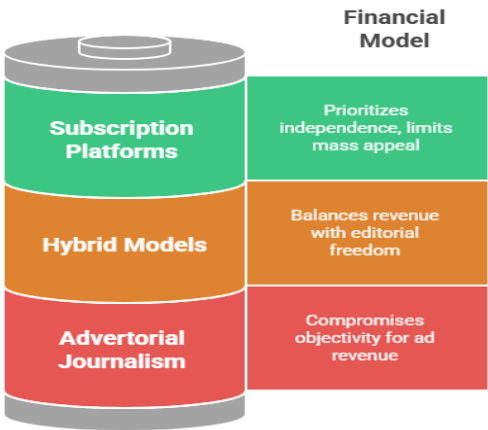 Financial
Model
Subscription
Platforms
Prioritizes
independence, limits
mass appeal
Hybrid Models
Balances revenue
with editorial
freedom
Advertorial
Journalism
Compromises
objectivity for ad
revenue